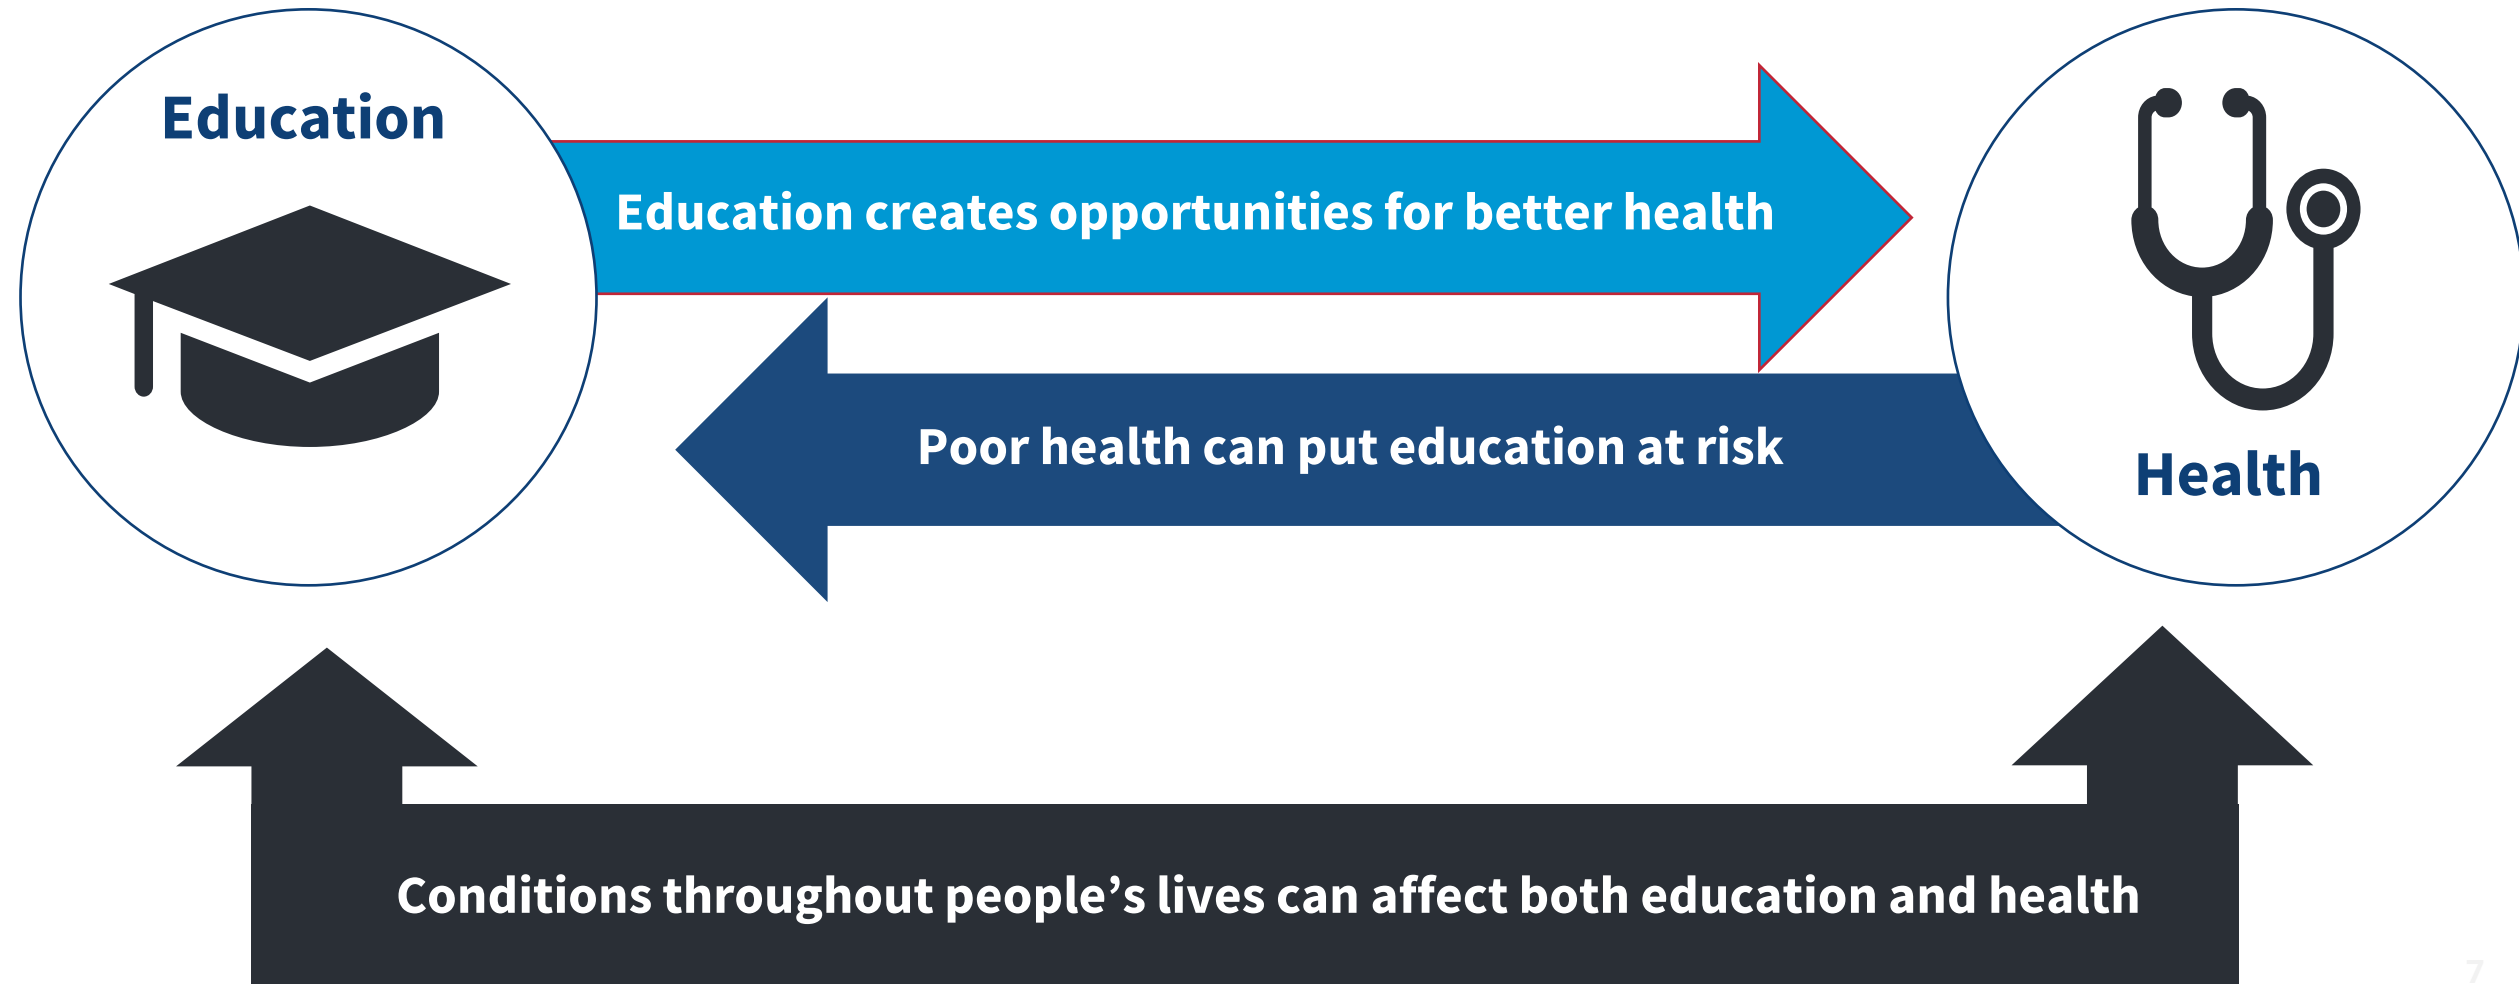 Education
Education creates opportunities for better health
Poor health can put education at risk
Health
Conditions throughout people’s lives can affect both education and health
7